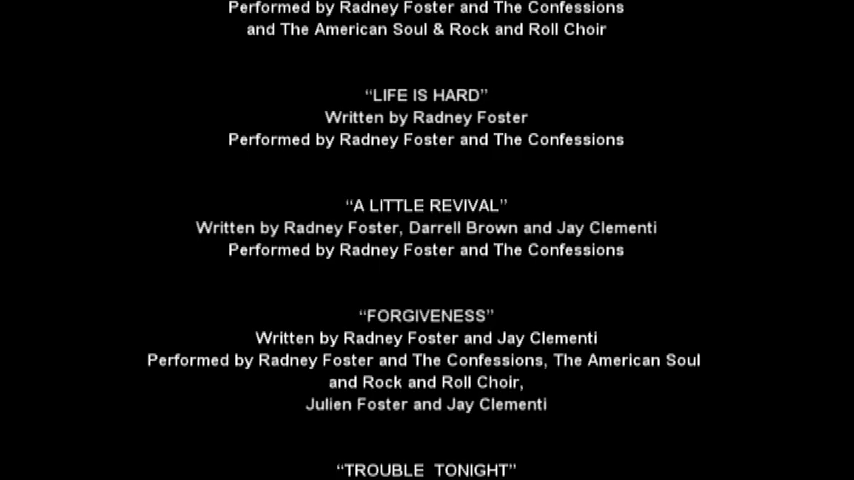 Performed by Radney Foster and The Confessions
and The American Soul & Rock and Roll Choir
“LIFE IS HARD”
Written by Radney Foster
Performed by Radney Foster and The Confessions
“A LITTLE REVIVAL”
Written by Radney Foster, Darrell Brown and Jay Clementi
Performed by Radney Foster and The Confessions
“FORGIVENESS”
Written by Radney Foster and Jay Clementi
Performed by Radney Foster and The Confessions, The American Soul
and Rock and Roll Choir,
Julien Foster and Jay Clementi
“TROUBLE TONIGHT”